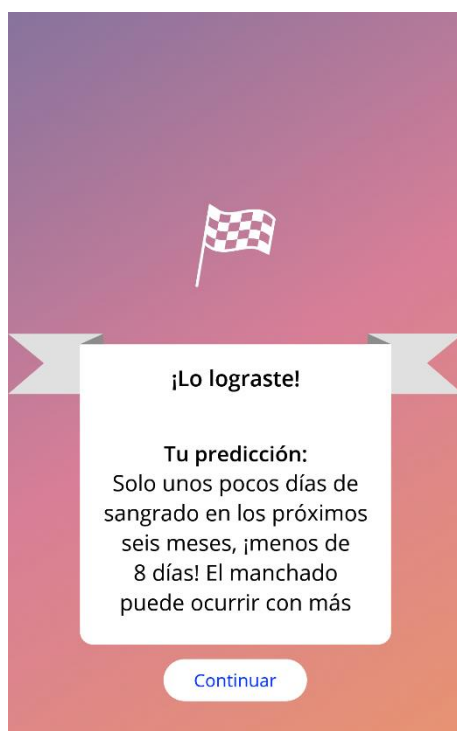 ¡Lo lograste!
Tu predicción:
Solo unos pocos días de
sangrado en los próximos
seis meses, ¡menos de
8 días! El manchado
puede ocurrir con más
Continuar